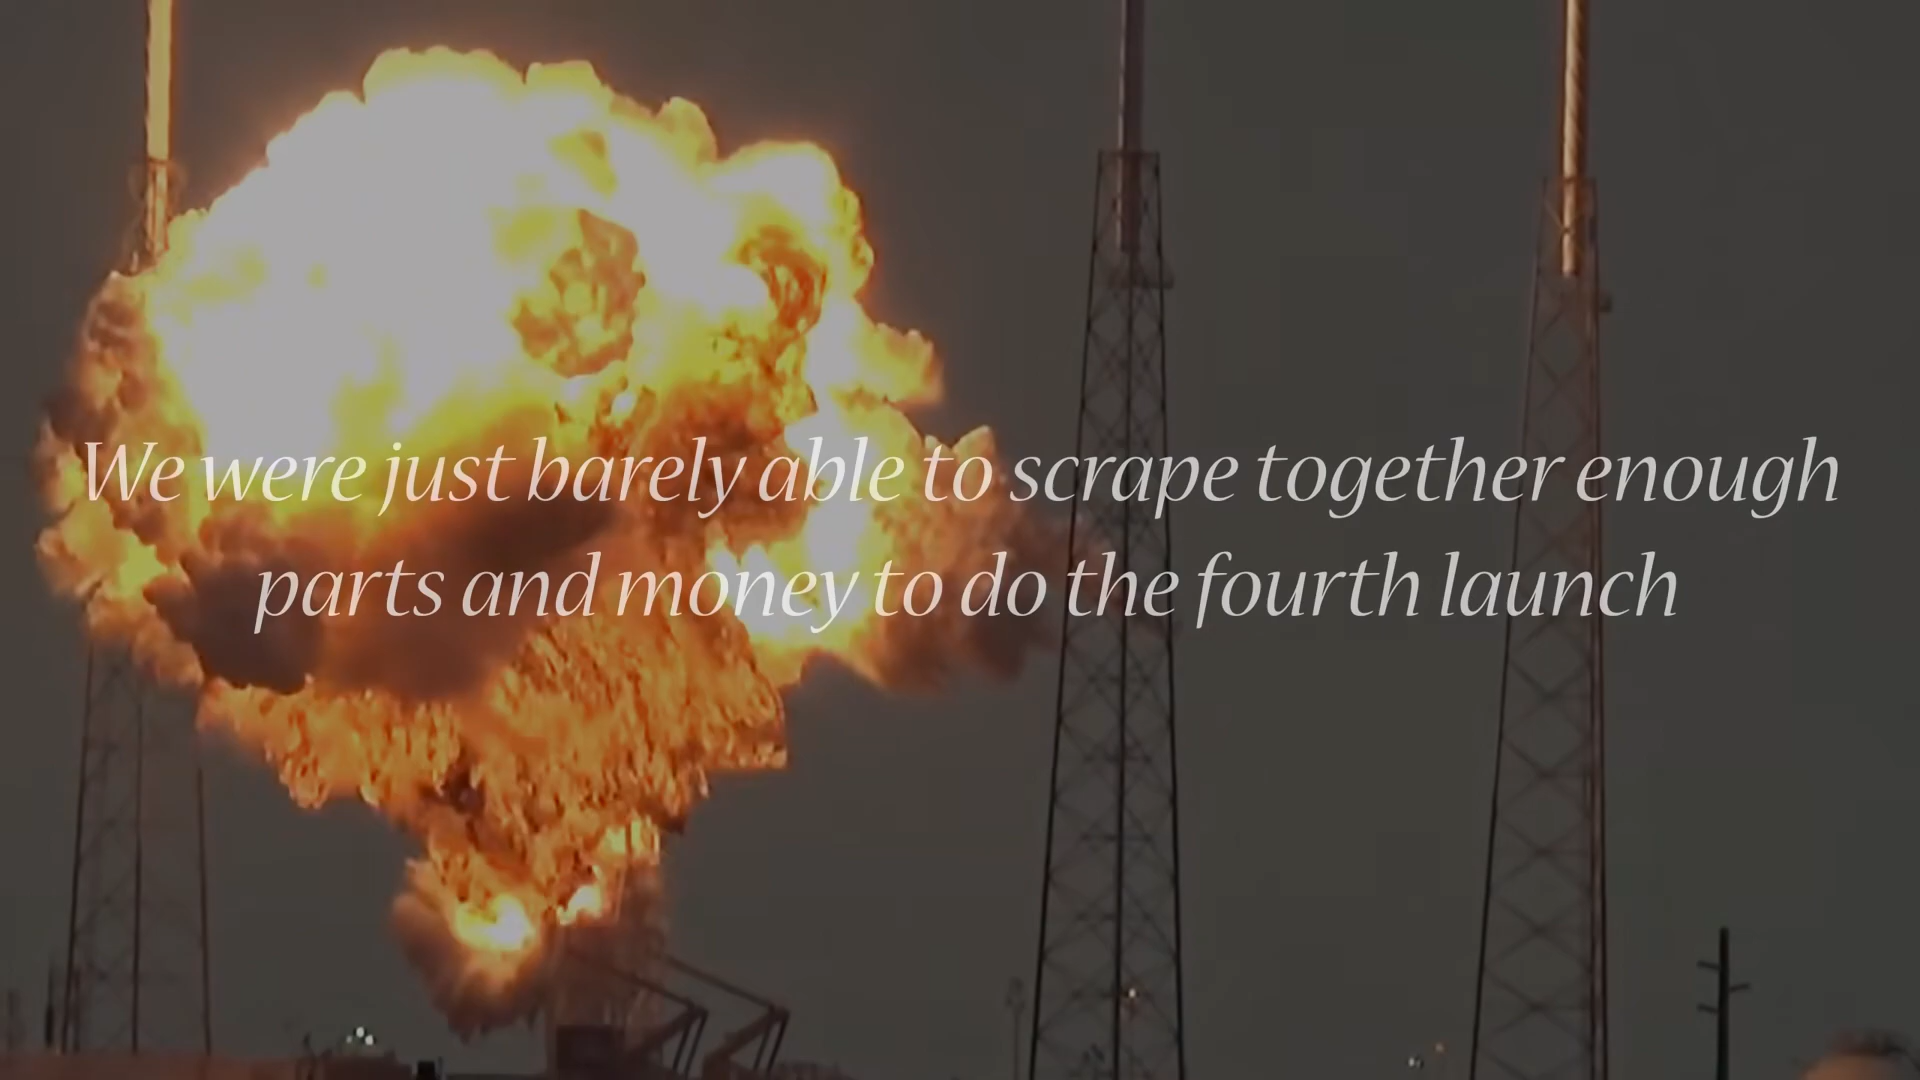 We were just barely able to scrape together enough
parts and money to do the fourth launch